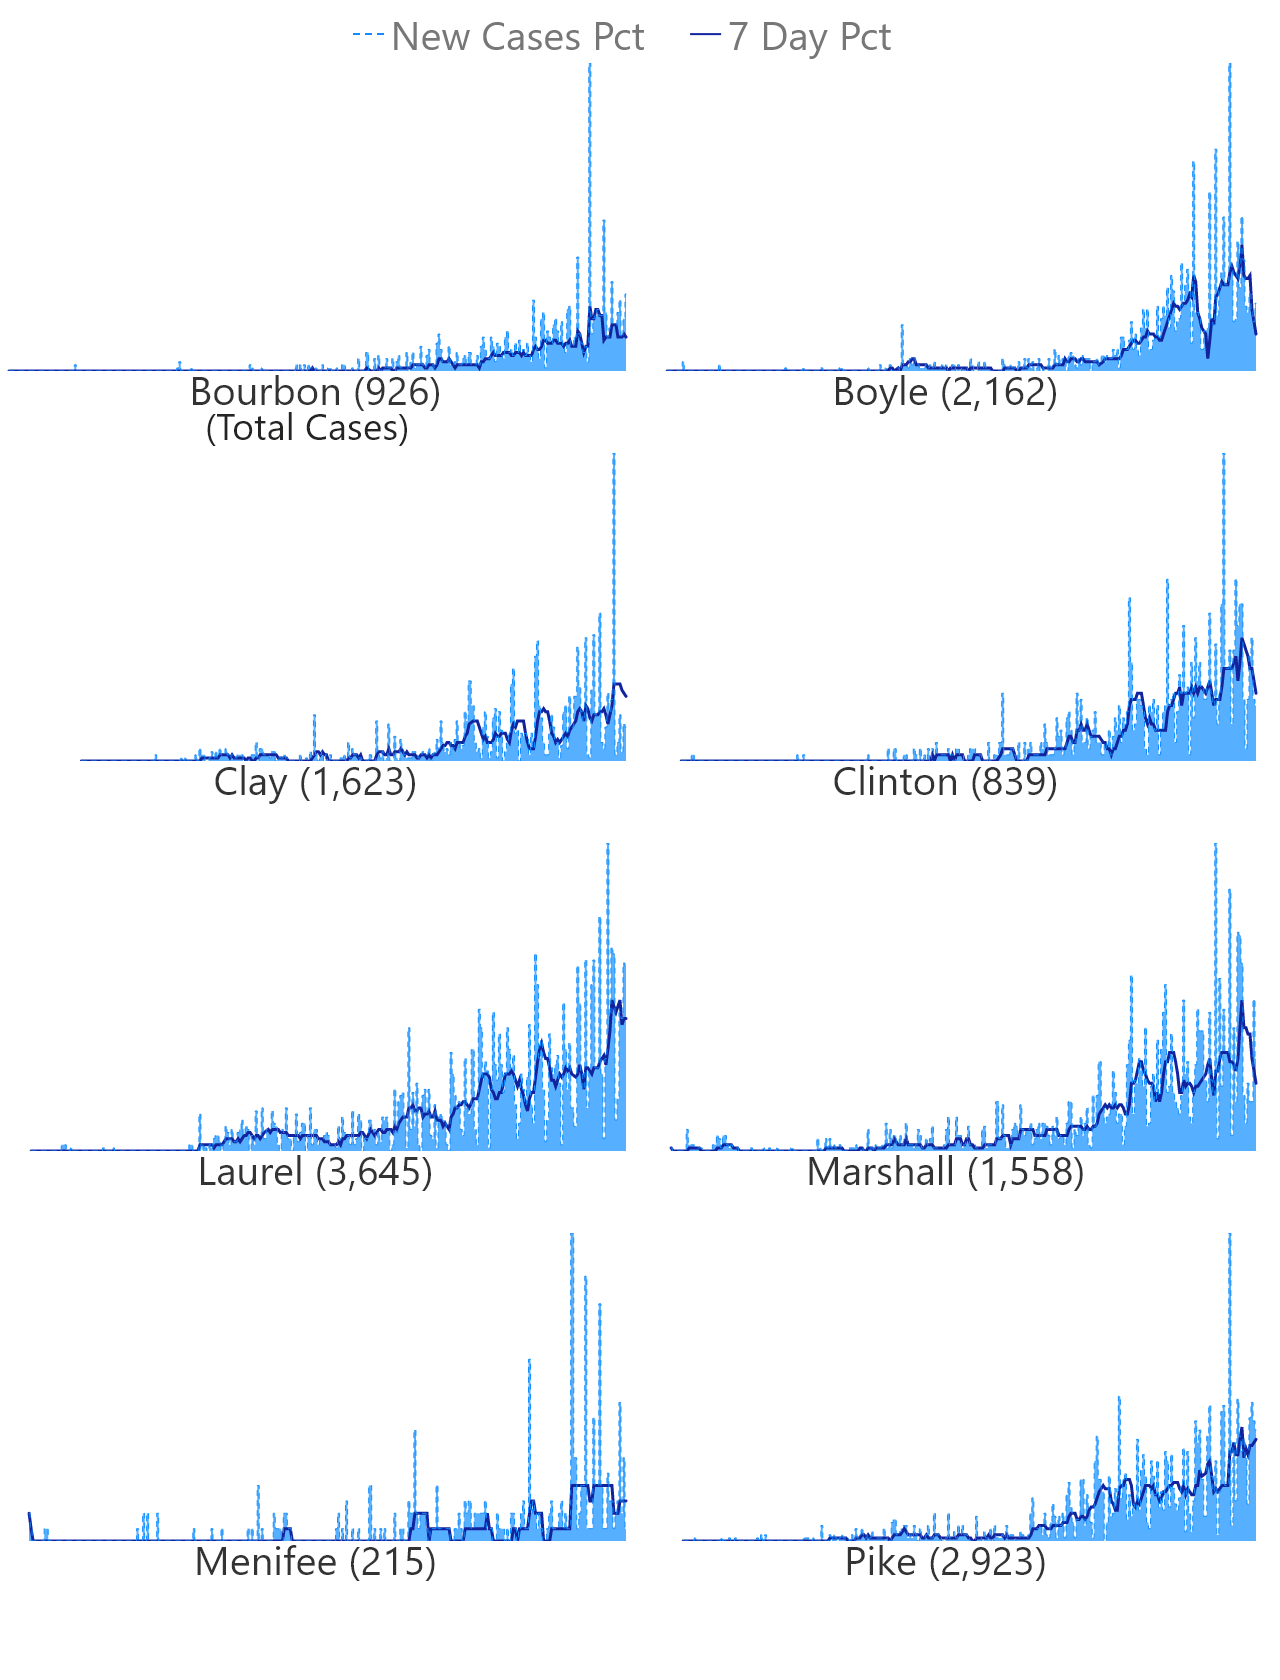 New Cases Pct 7 Day Pct
Bourbon (926) Boyle (2,162)
(Total Cases)
Clay (1,623) Clinton (839)
Laurel (3,645) Marshall (1,558)
Menifee (215) Pike (2,923)